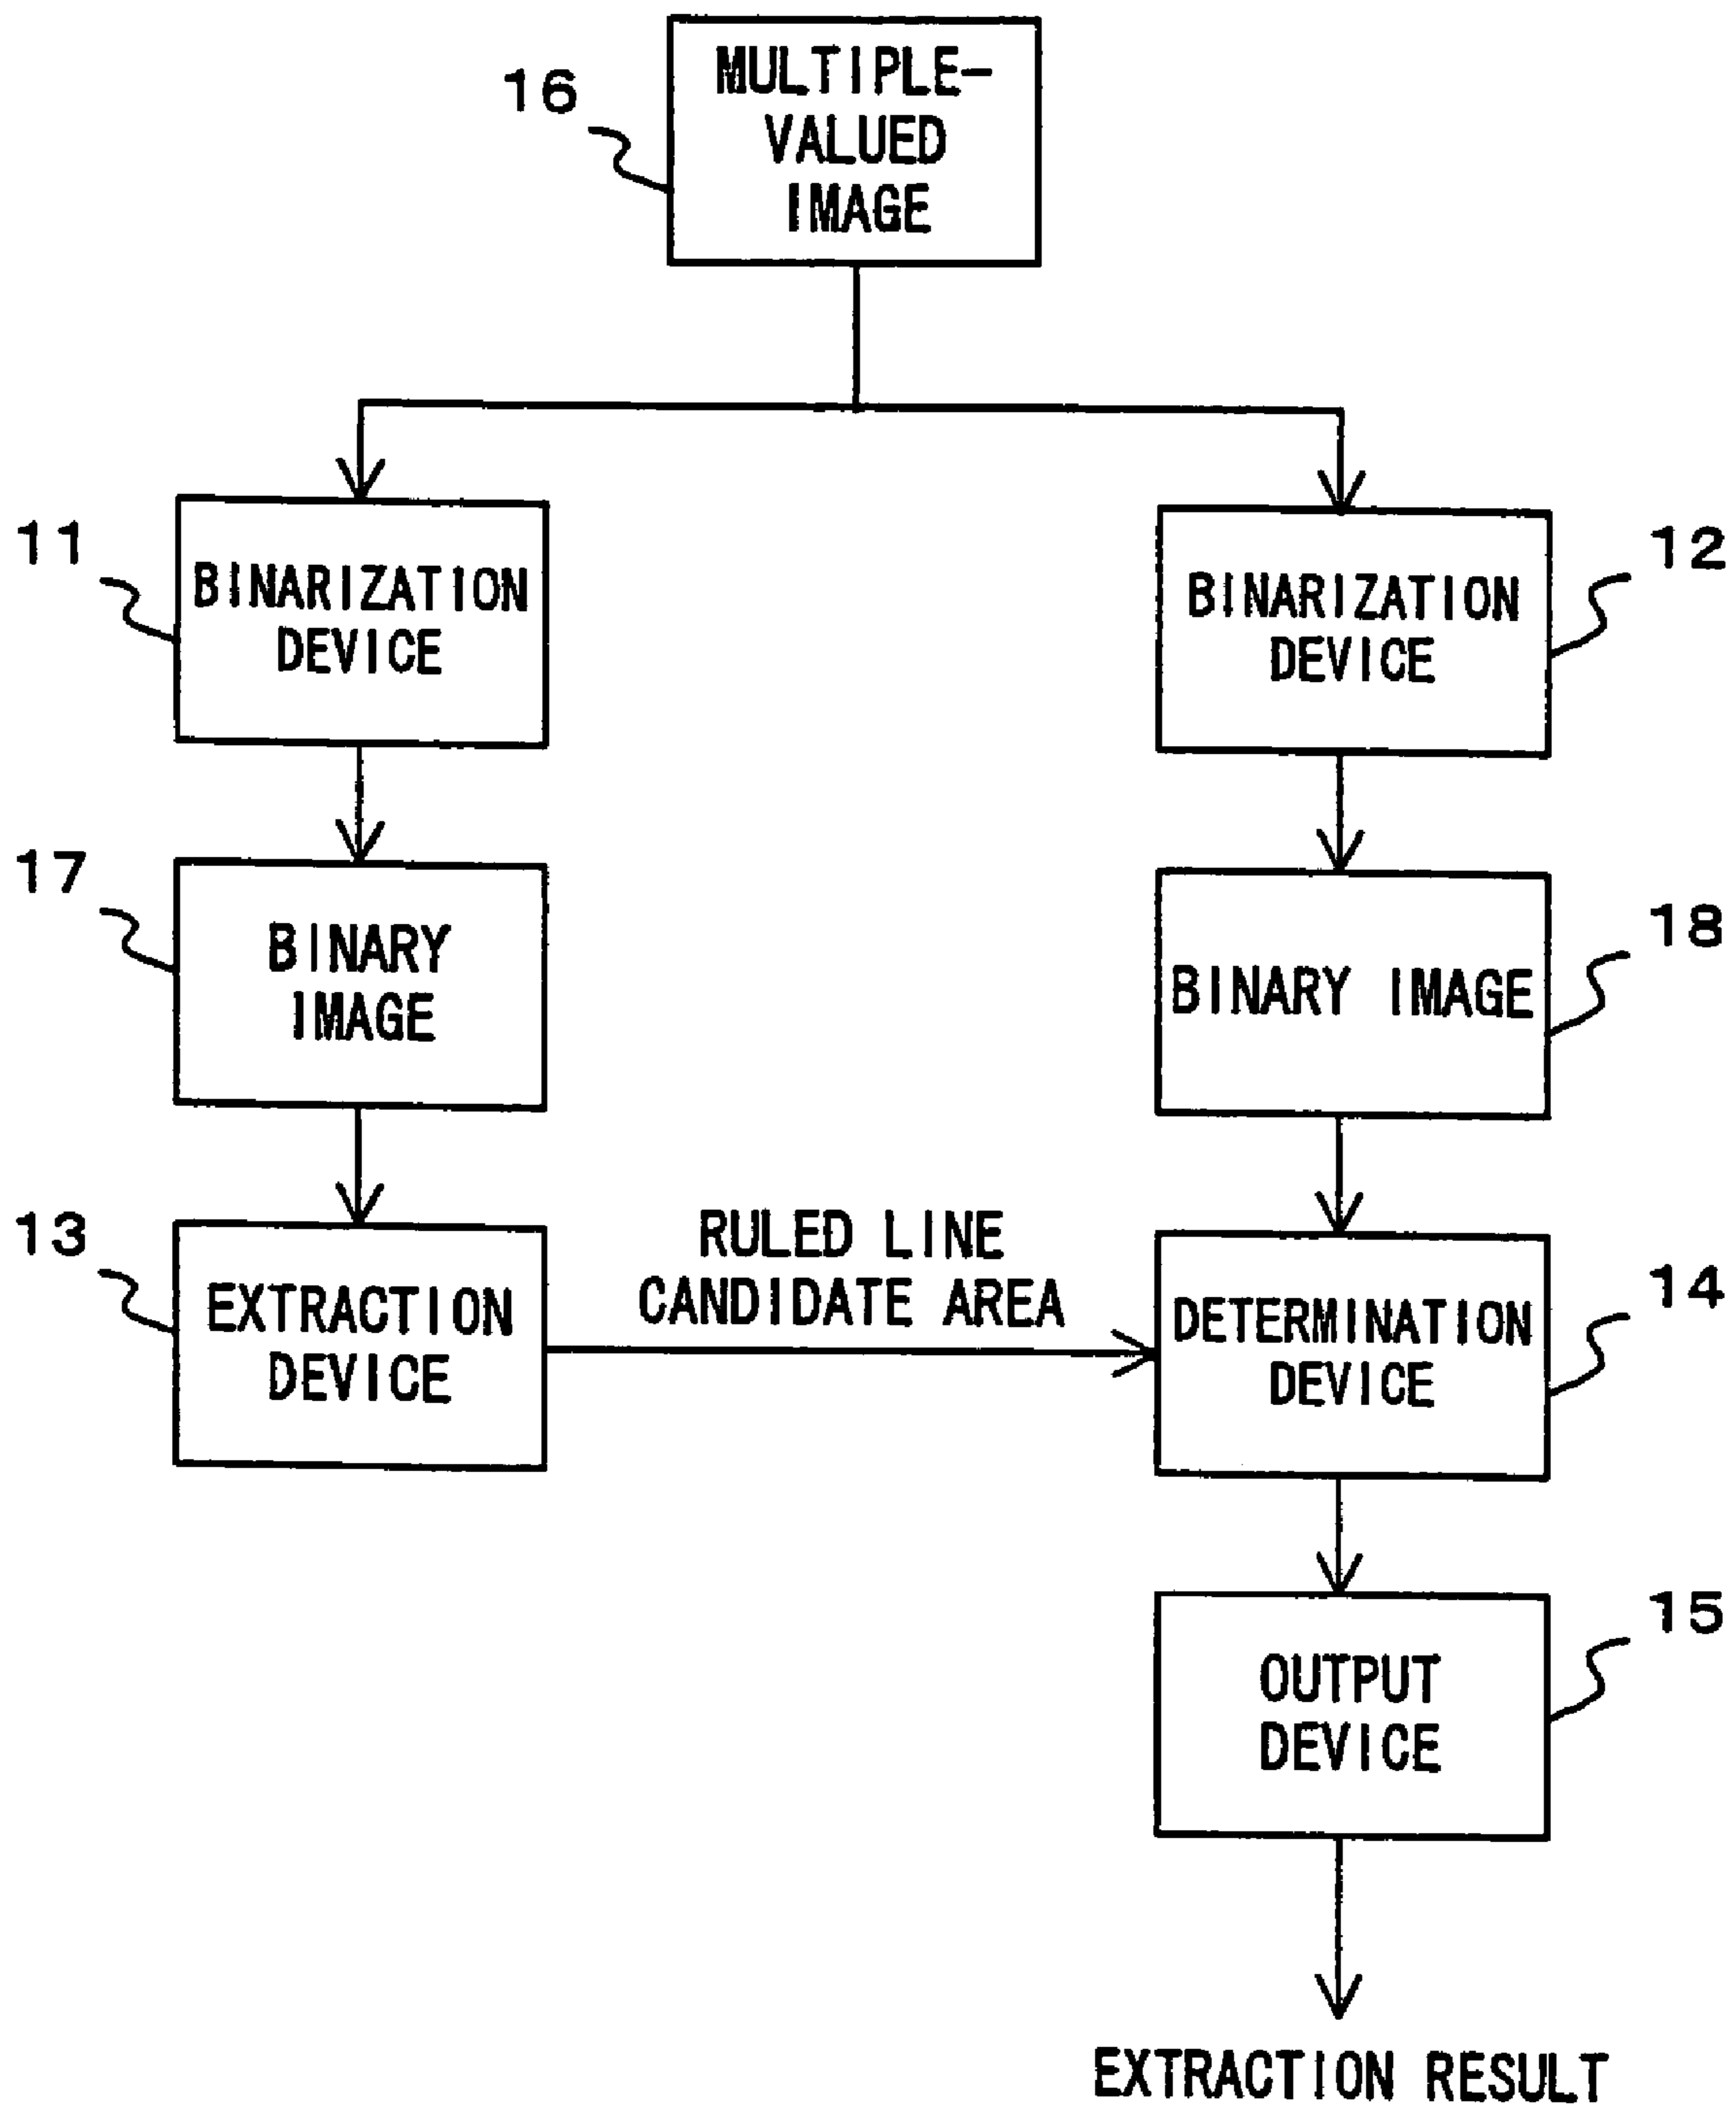 16
MULTIPLE-
VALUED
IMAGE
11
BINARIZATION
DEVICE
12
BINARIZATION
DEVICE
17
BINARY
IMAGE
18
BINARY IMAGE
13
EXTRACTION
DEVICE
RULED LINE
CANDIDATE AREA
14
DETERMINATION
DEVICE
15
OUTPUT
DEVICE
EXTRACTION RESULT